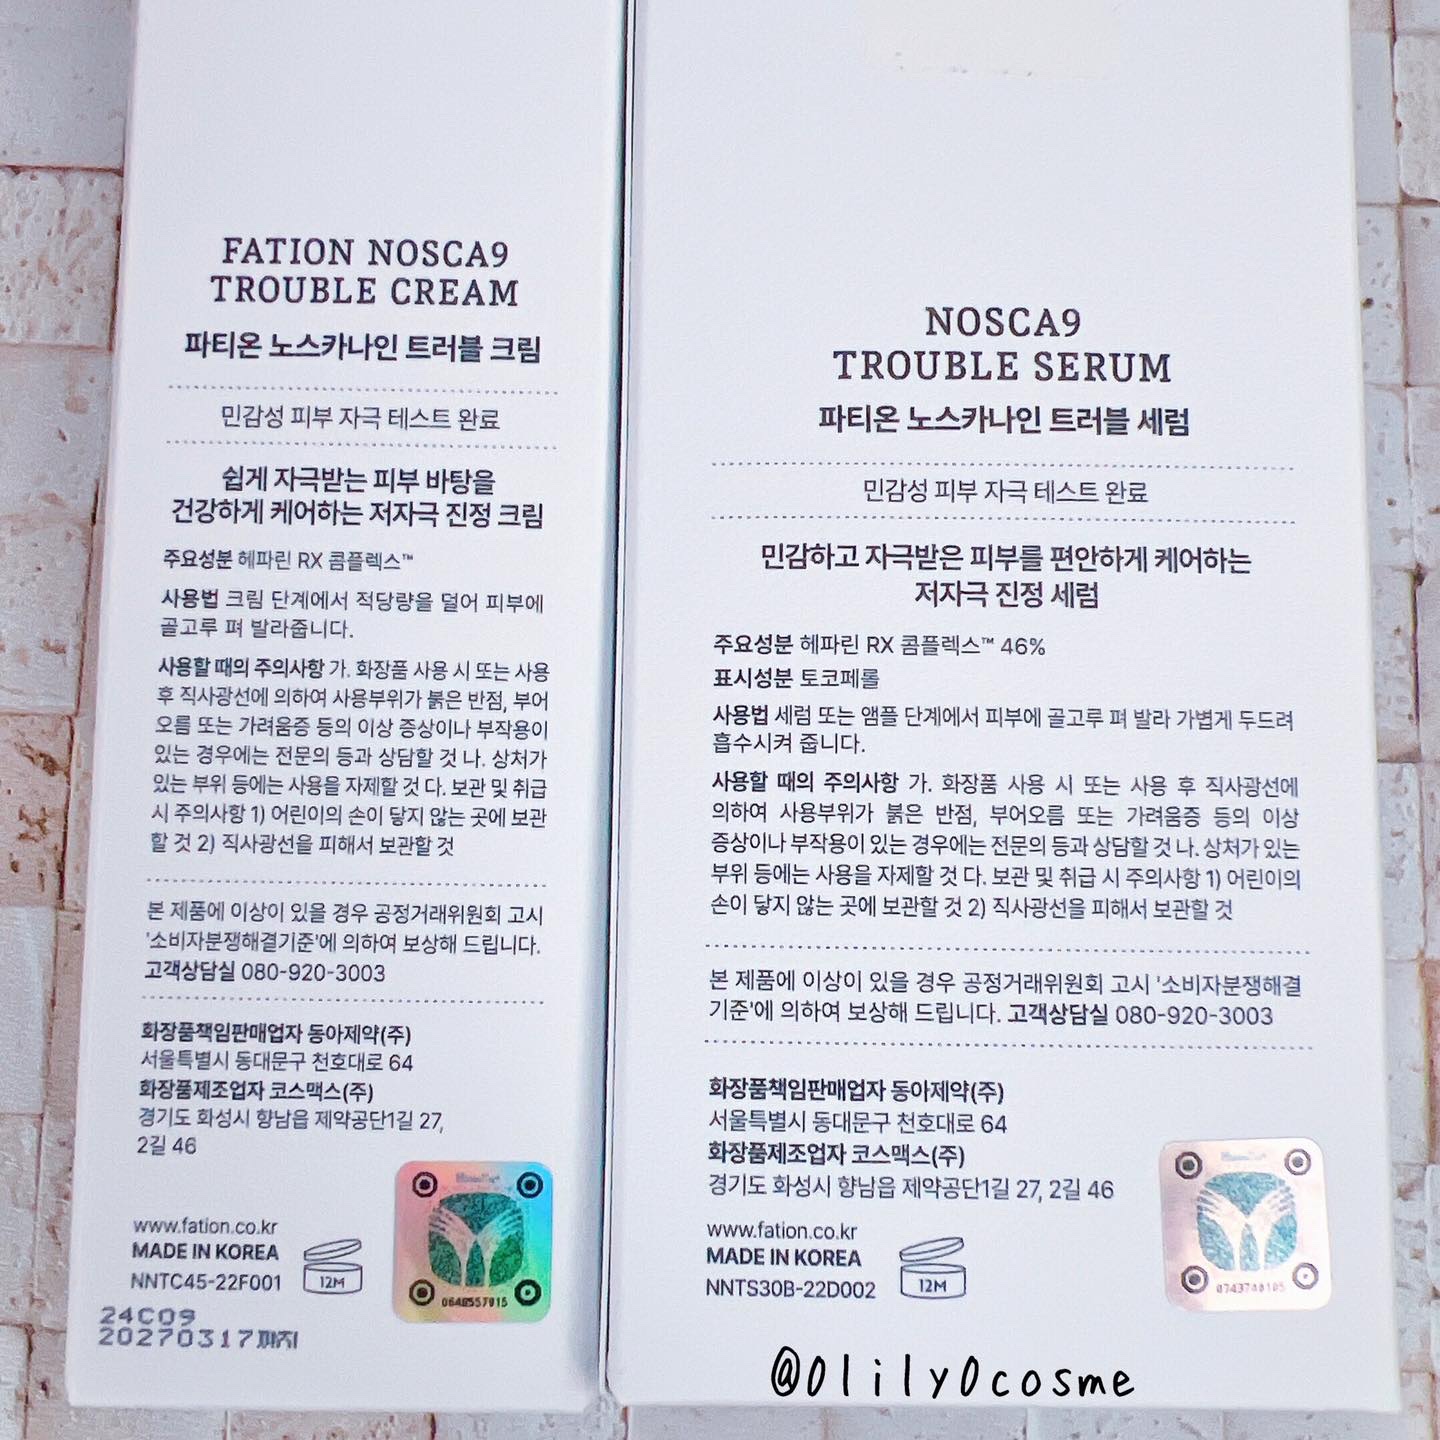 FATION NOSCA9
TROUBLE CREAM
파티온 노스카나인 트러블 크림
민감성 피부 자극 테스트 완료
쉽게 자극받는 피부 바탕을
건강하게 케어하는 저자극 진정 크림
주요성분 헤파린 RX 콤플렉스™
사용법 크림 단계에서 적당량을 덜어 피부에
골고루 펴 발라줍니다.
사용할 때의 주의사항 가. 화장품 사용 시 또는 사용
후 직사광선에 의하여 사용부위가 붉은 반점, 부어
오름 또는 가려움증 등의 이상 증상이나 부작용이
있는 경우에는 전문의 등과 상담할 것 나. 상처가
있는 부위 등에는 사용을 자제할 것 다. 보관 및 취급
시 주의사항 1) 어린이의 손이 닿지 않는 곳에 보관
할 것 2) 직사광선을 피해서 보관할 것
본 제품에 이상이 있을 경우 공정거래위원회 고시
'소비자분쟁해결기준'에 의하여 보상해 드립니다.
고객상담실 080-920-3003
화장품책임판매업자 동아제약(주)
서울특별시 동대문구 천호대로 64
화장품제조업자 코스맥스(주)
경기도 화성시 향남읍 제약공단1길 27,
2길 46
www.fation.co.kr
MADE IN KOREA
NNTC45-22F001
12M
24C09
20270317까지
NOSCA9
TROUBLE SERUM
파티온 노스카나인 트러블 세럼
민감성 피부 자극 테스트 완료
민감하고 자극받은 피부를 편안하게 케어하는
저자극 진정 세럼
주요성분 헤파린 RX 콤플렉스™ 46%
표시성분 토코페롤
사용법 세럼 또는 앰플 단계에서 피부에 골고루 펴 발라 가볍게 두드려
흡수시켜 줍니다.
사용할 때의 주의사항 가. 화장품 사용 시 또는 사용 후 직사광선에
의하여 사용부위가 붉은 반점, 부어오름 또는 가려움증 등의 이상
증상이나 부작용이 있는 경우에는 전문의 등과 상담할 것 나. 상처가 있는
부위 등에는 사용을 자제할 것 다. 보관 및 취급 시 주의사항 1) 어린이의
손이 닿지 않는 곳에 보관할 것 2) 직사광선을 피해서 보관할 것
본 제품에 이상이 있을 경우 공정거래위원회 고시 '소비자분쟁해결
기준'에 의하여 보상해 드립니다. 고객상담실 080-920-3003
화장품책임판매업자 동아제약(주)
서울특별시 동대문구 천호대로 64
화장품제조업자 코스맥스(주)
경기도 화성시 향남읍 제약공단1길 27, 2길 46
www.fation.co.kr
MADE IN KOREA
NNTS30B-22D002
12M
@0lily0cosme